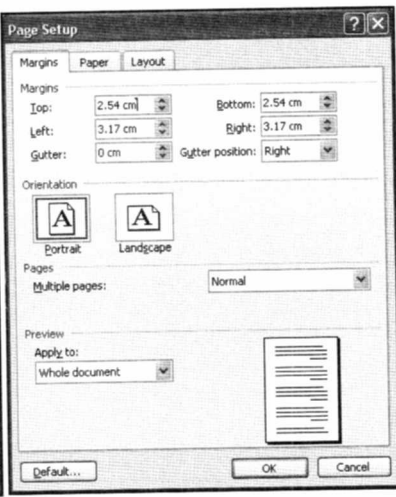 Page Setup
Margins Paper Layout
Margins
Top: 2.54 cm Bottom: 2.54 cm
Left: 3.17 cm Right: 3.17 cm
Gutter: 0 cm Gutter position: Right
Orientation
A A
Portrait Landscape
Pages
Multiple pages: Normal
Preview
Apply to:
Whole document
Default... OK Cancel